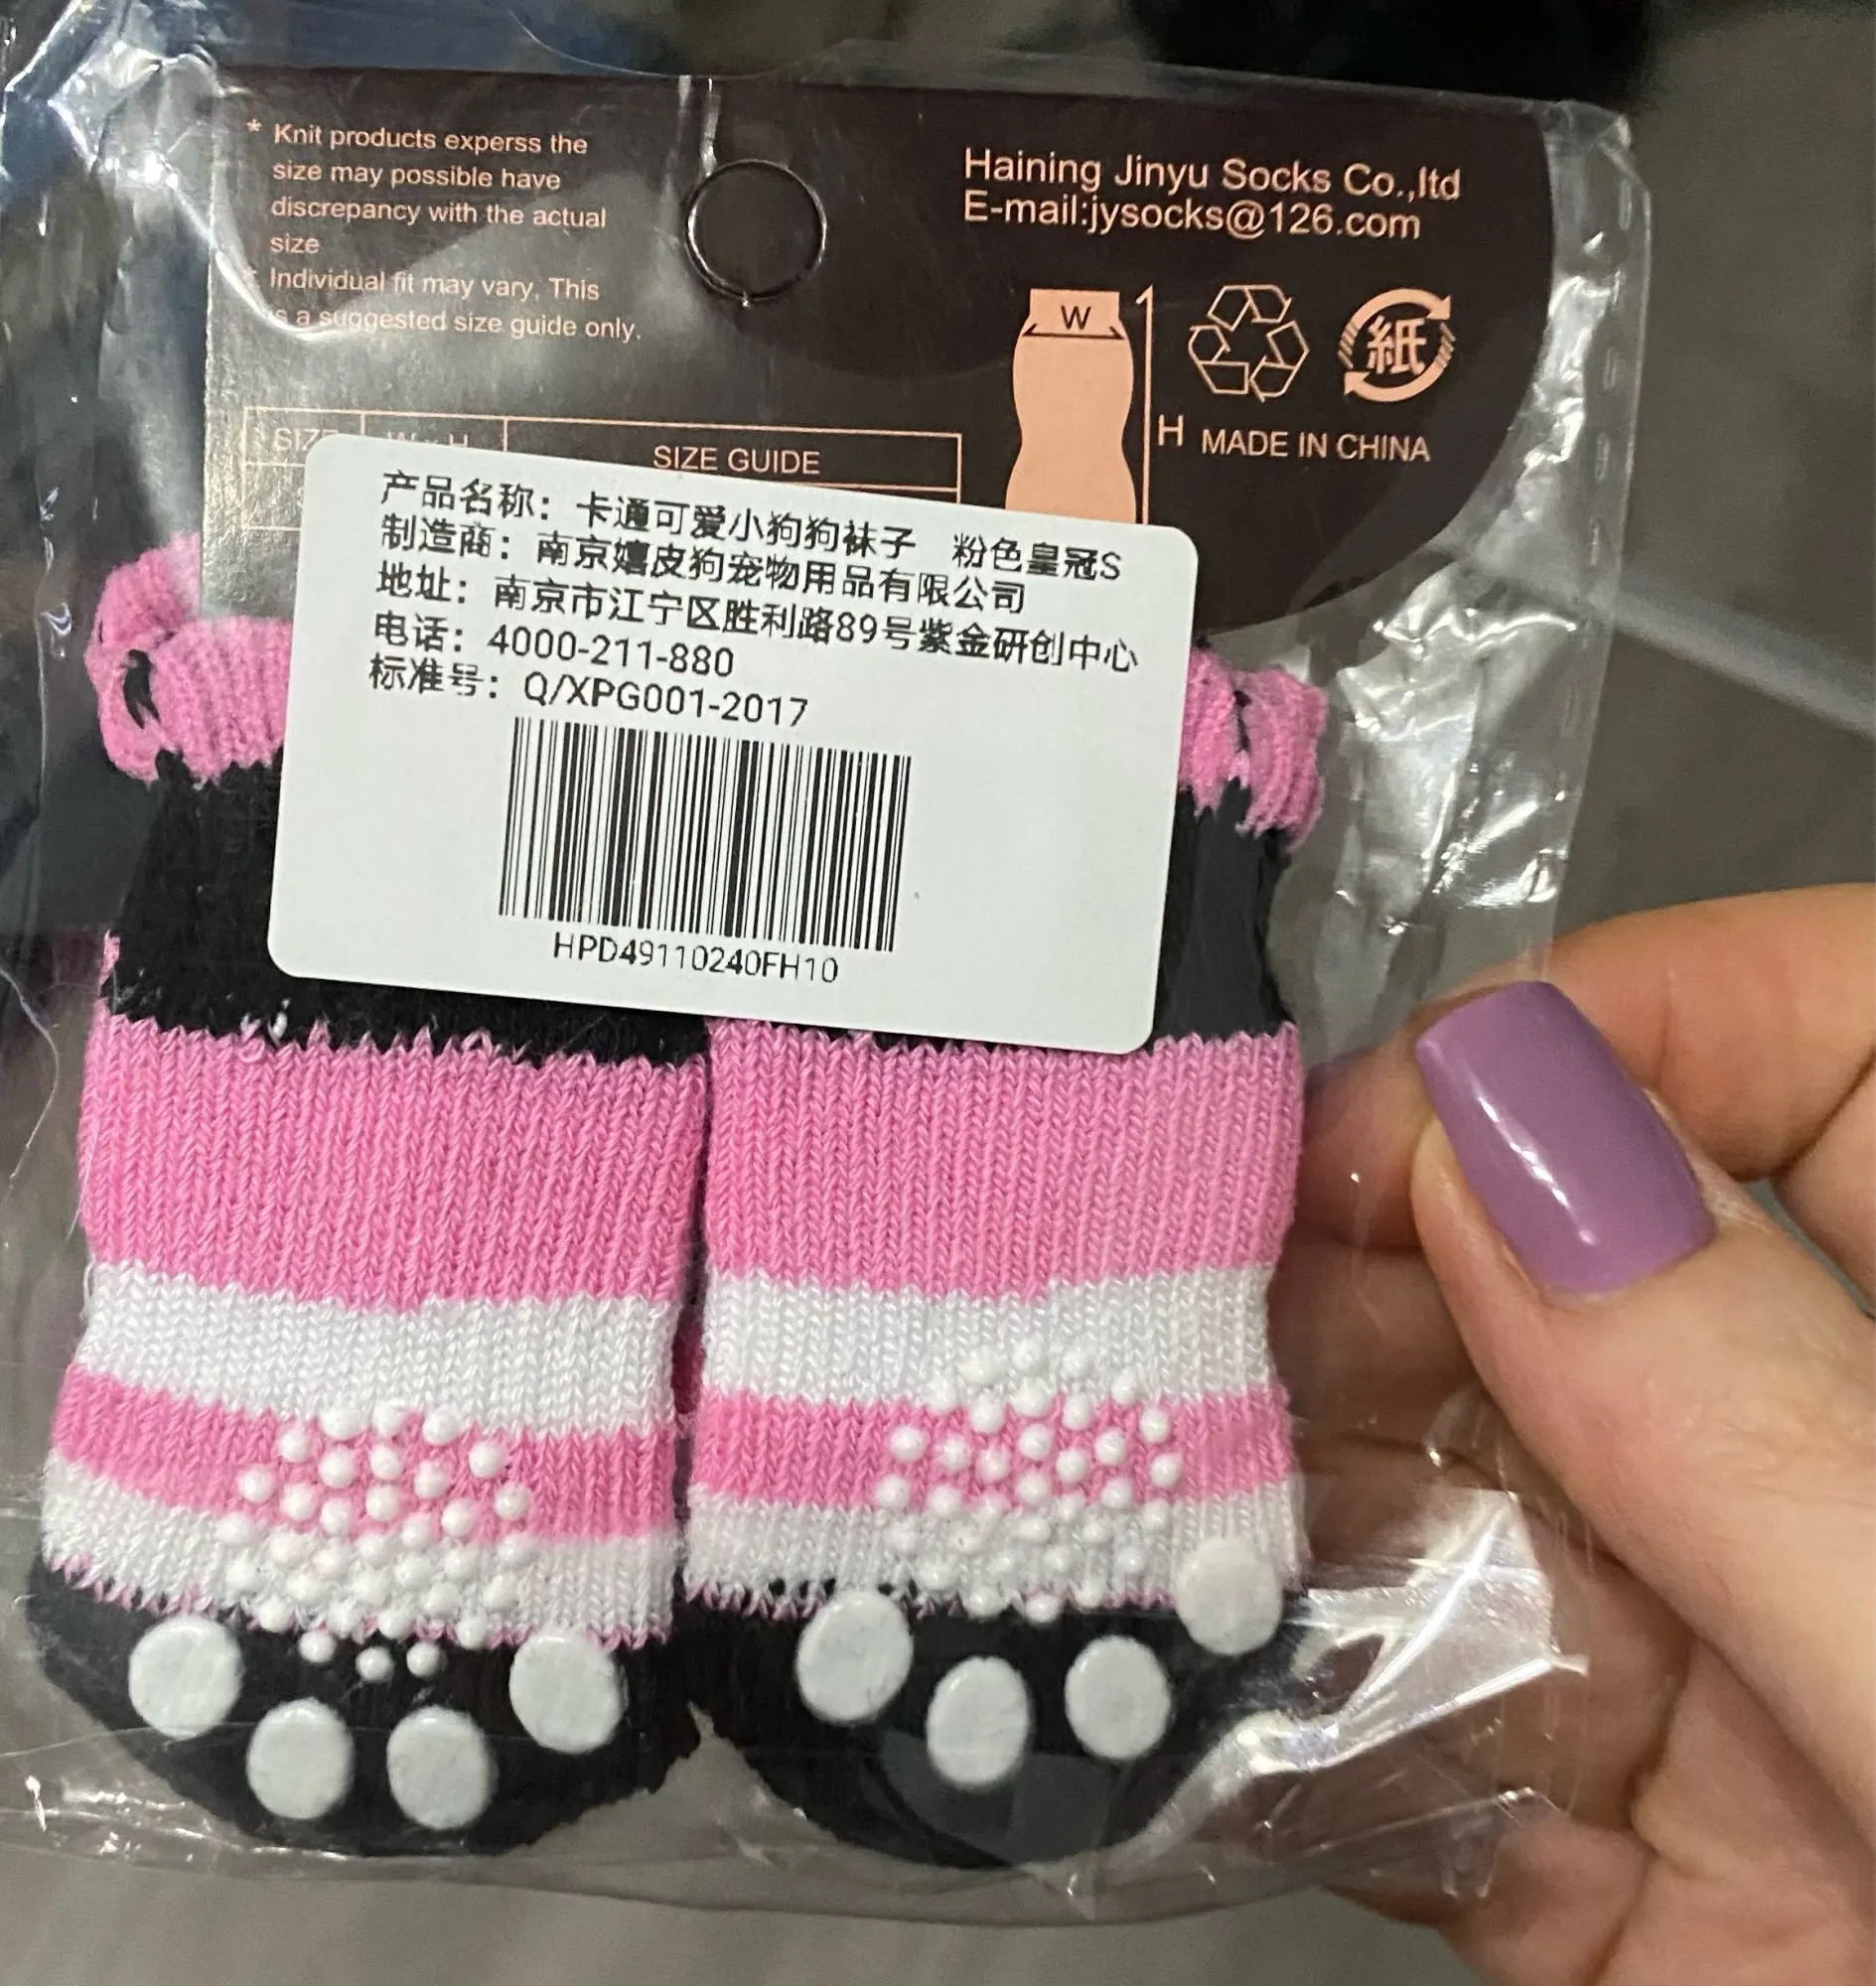 * Knit products experss the
size may possible have
discrepancy with the actual
size
* Individual fit may vary, This
is a suggested size guide only.
Haining Jinyu Socks Co.,ltd
E-mail:jysocks@126.com
W
紙
H
MADE IN CHINA
SIZE W H SIZE GUIDE
产品名称：卡通可爱小狗狗袜子 粉色皇冠S
制造商：南京嬉皮狗宠物用品有限公司
地址：南京市江宁区胜利路89号紫金研创中心
电话：4000-211-880
标准号：Q/XPG001-2017
HPD49110240FH10